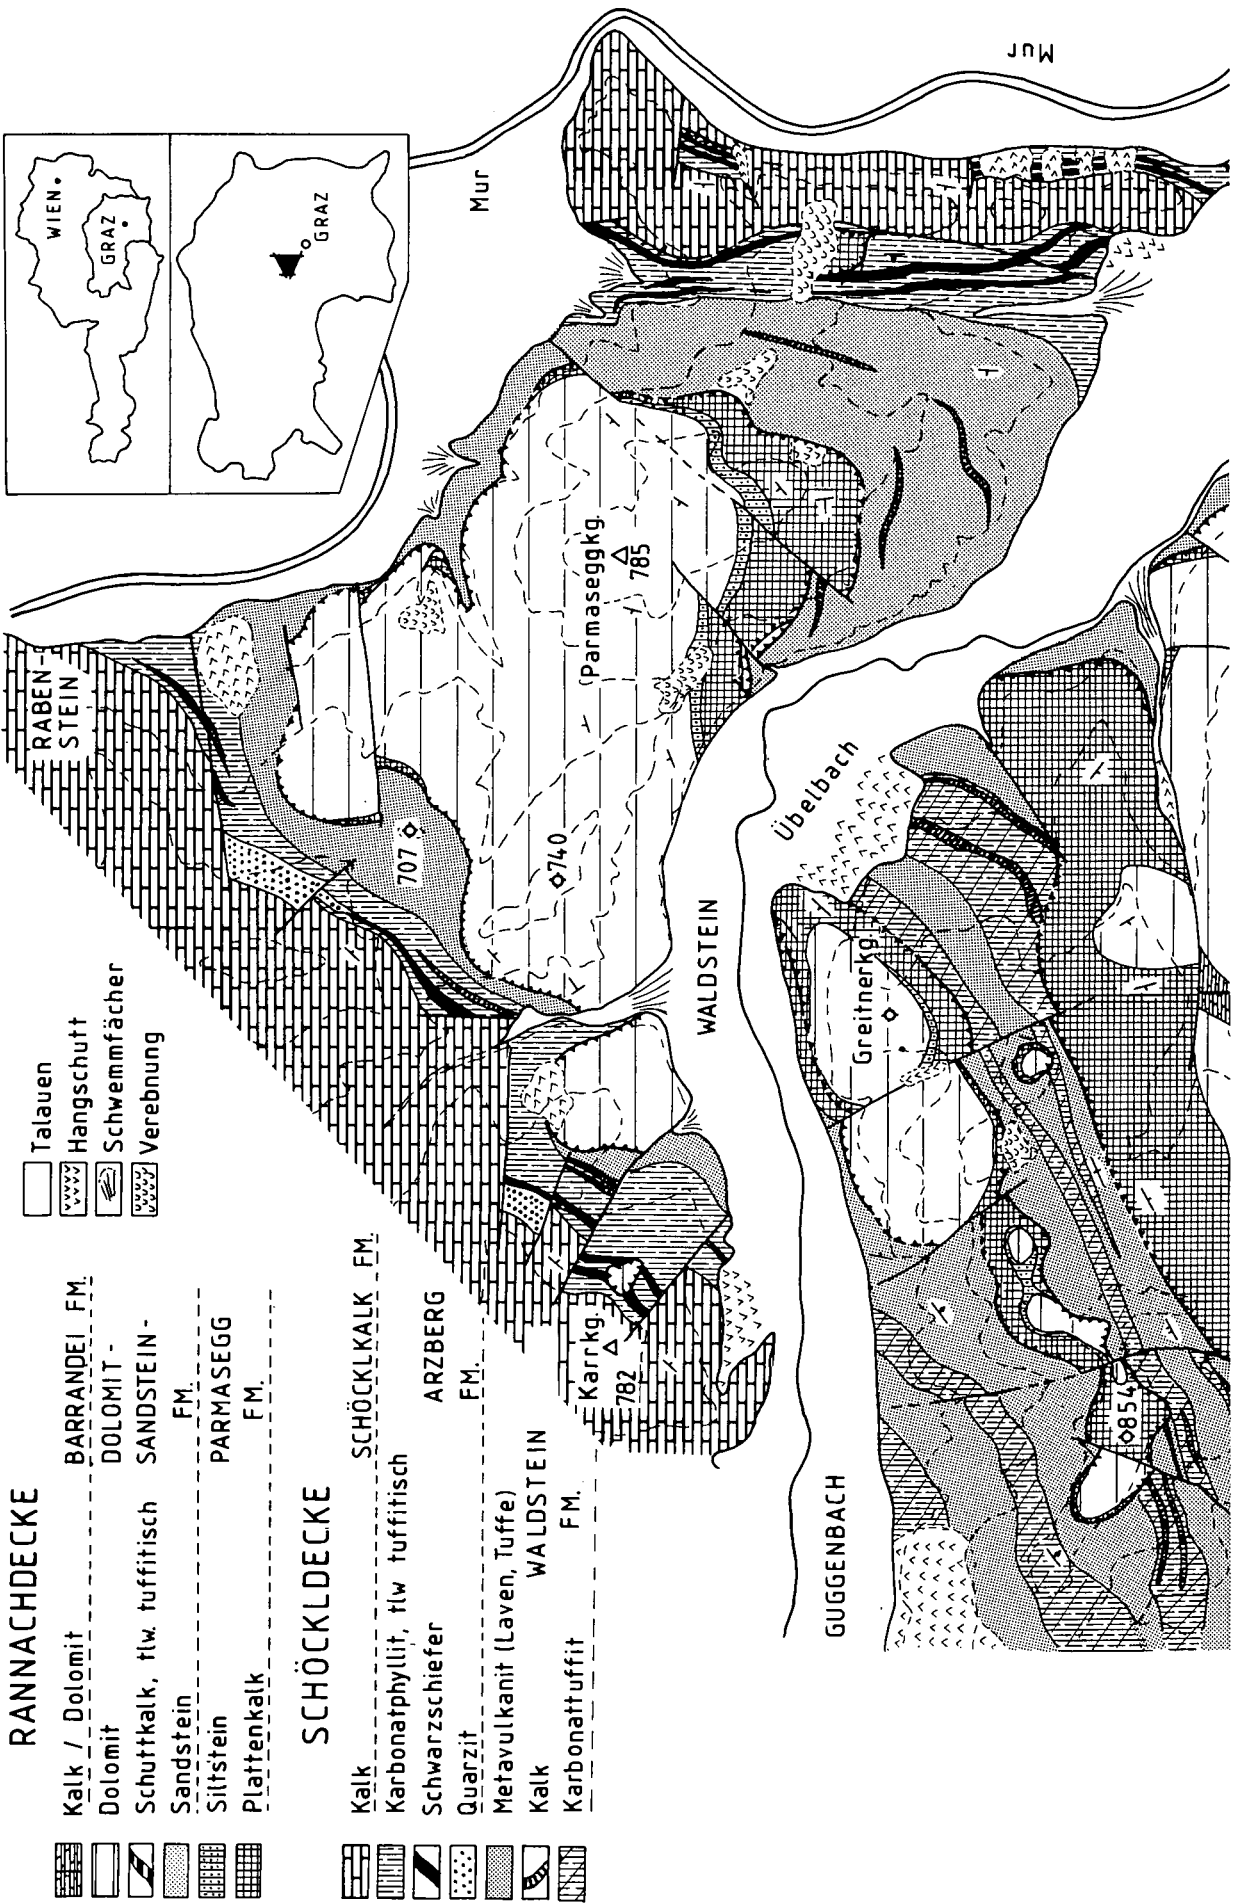 RANNACHDECKE
Kalk / Dolomit BARRANDEI FM.
Dolomit DOLOMIT-
Schuttkalk, tlw. tuffitisch SANDSTEIN-
Sandstein FM.
Siltstein PARMASEGG
Plattenkalk FM.
SCHÖCKLDECKE
Kalk SCHÖCKLKALK FM.
Karbonatphyllit, tlw tuffitisch
Schwarzschiefer ARZBERG
Quarzit FM.
Metavulkanit (Laven, Tuffe)
Kalk WALDSTEIN
Karbonattuffit FM.
Talauen
Hangschutt
Schwemmfächer
Verebnung
WIEN
GRAZ
GRAZ
Mur
Mur
RABEN-
STEIN
707
740
Parmaseggkg.
785
WALDSTEIN
Übelbach
Karrkg.
782
Greitnerkg.
GUGGENBACH
854